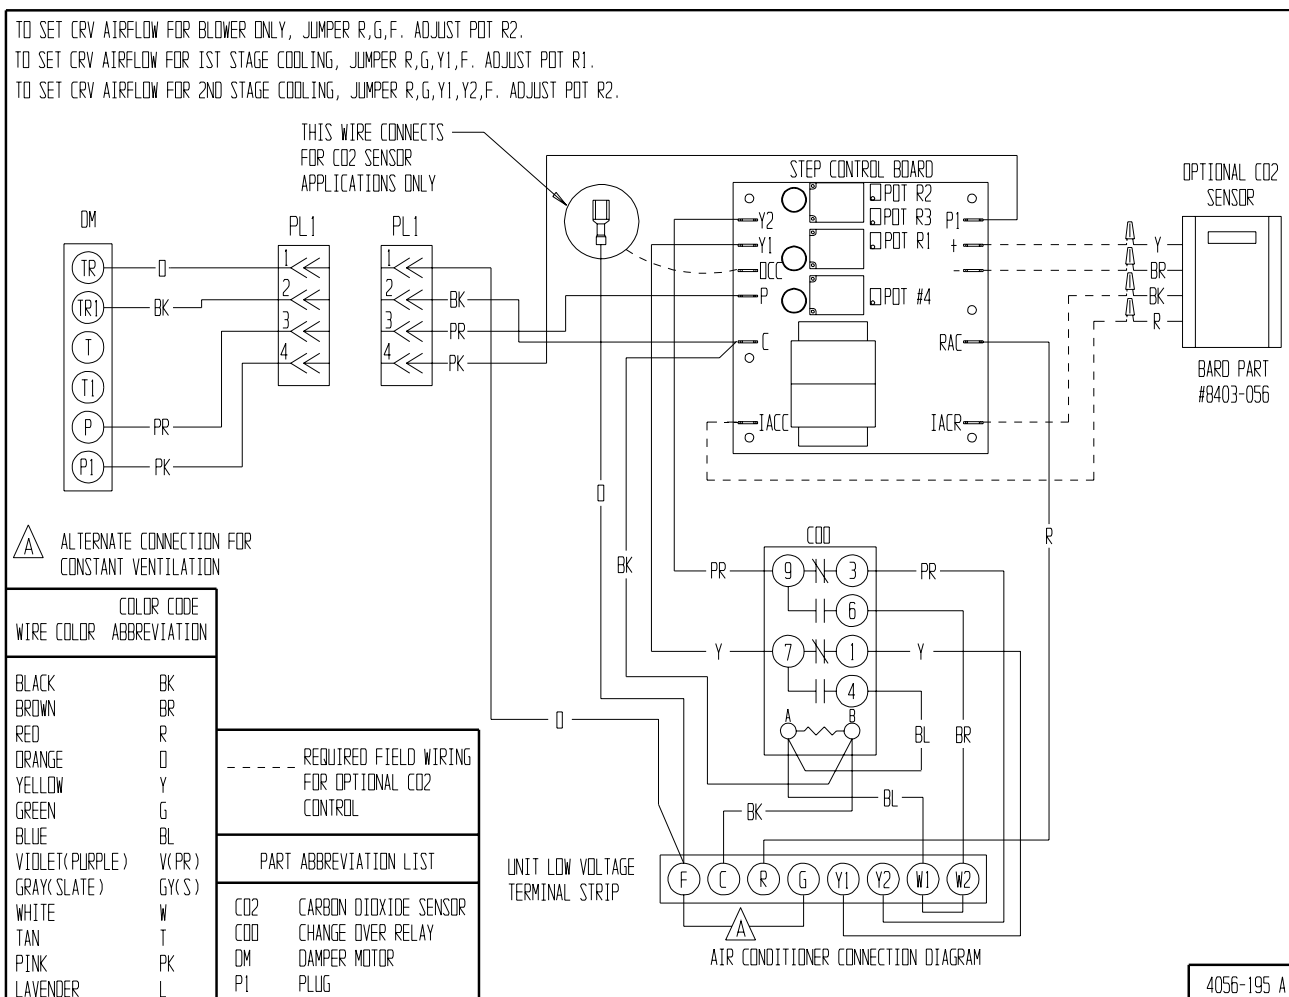 TO SET CRV AIRFLOW FOR BLOWER ONLY, JUMPER R,G,F. ADJUST POT R2.
TO SET CRV AIRFLOW FOR 1ST STAGE COOLING, JUMPER R,G,Y1,F. ADJUST POT R1.
TO SET CRV AIRFLOW FOR 2ND STAGE COOLING, JUMPER R,G,Y1,Y2,F. ADJUST POT R2.
THIS WIRE CONNECTS
FOR CO2 SENSOR
APPLICATIONS ONLY
DM
TR
TR1
T
T1
P
P1
O
BK
PR
PK
PL1
1
2
3
4
PL1
1
2
3
4
BK
PR
PK
STEP CONTROL BOARD
POT R2
POT R3
POT R1
POT #4
Y2
Y1
OCC
P
C
IACC
P1
+
-
RAC
IACR
OPTIONAL CO2
SENSOR
Y
BR
BK
R
BARD PART
#8403-056
A
ALTERNATE CONNECTION FOR
CONSTANT VENTILATION
O
BK
R
COO
PR
9
3
PR
6
Y
7
1
Y
4
A
B
BL
BR
O
BL
BK
COLOR CODE
WIRE COLOR ABBREVIATION
BLACK BK
BROWN BR
RED R
ORANGE O
YELLOW Y
GREEN G
BLUE BL
VIOLET(PURPLE) V(PR)
GRAY(SLATE) GY(S)
WHITE W
TAN T
PINK PK
LAVENDER L
REQUIRED FIELD WIRING
FOR OPTIONAL CO2
CONTROL
PART ABBREVIATION LIST
CO2 CARBON DIOXIDE SENSOR
COO CHANGE OVER RELAY
DM DAMPER MOTOR
P1 PLUG
UNIT LOW VOLTAGE
TERMINAL STRIP
F C R G Y1 Y2 W1 W2
A
AIR CONDITIONER CONNECTION DIAGRAM
4056-195 A